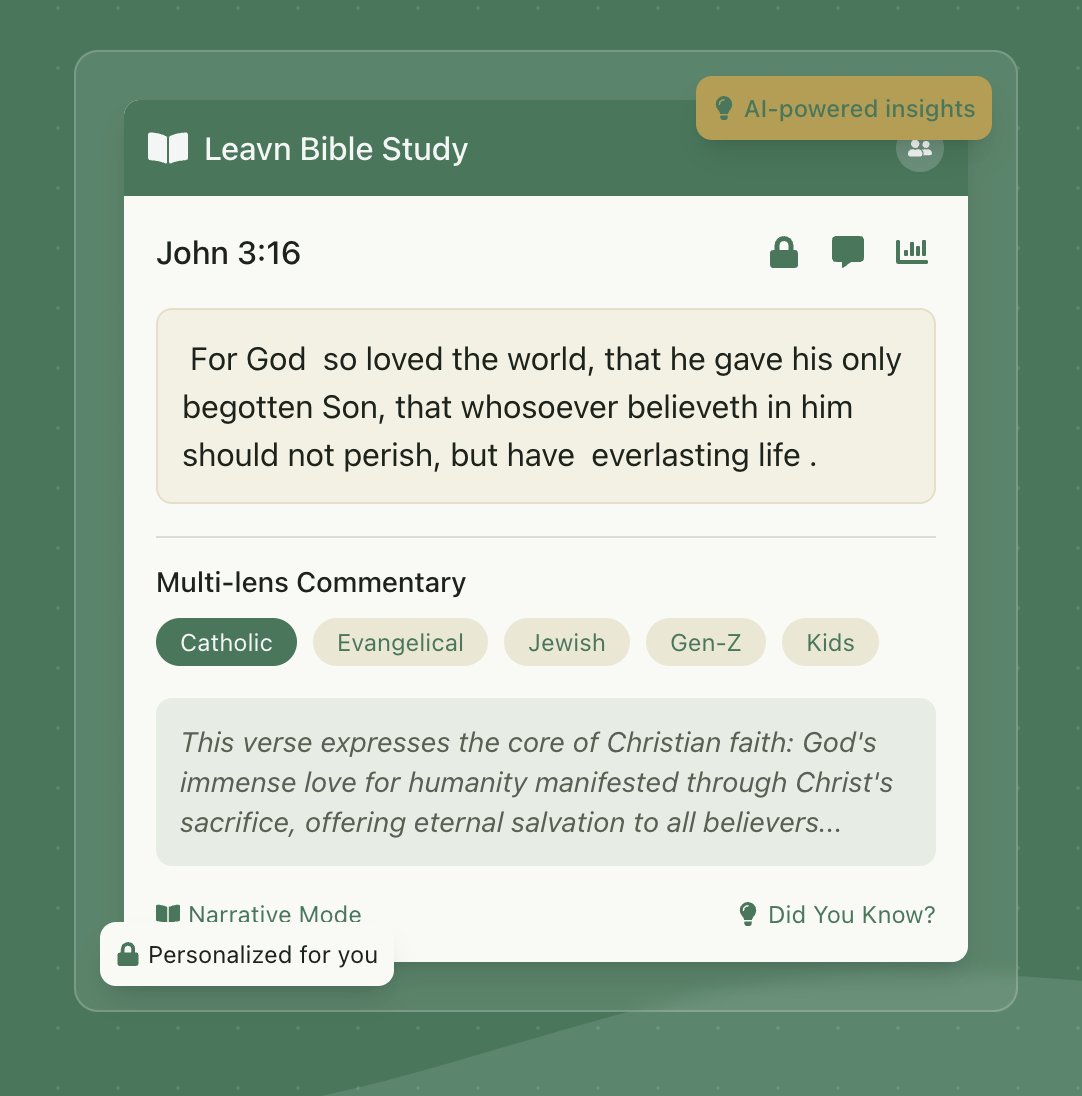 AI-powered insights
Leavn Bible Study
John 3:16
For God  so loved the world, that he gave his only
begotten Son, that whosoever believeth in him
should not perish, but have  everlasting life .
Multi-lens Commentary
Catholic Evangelical Jewish Gen-Z Kids
This verse expresses the core of Christian faith: God's
immense love for humanity manifested through Christ's
sacrifice, offering eternal salvation to all believers...
Narrative Mode Did You Know?
Personalized for you